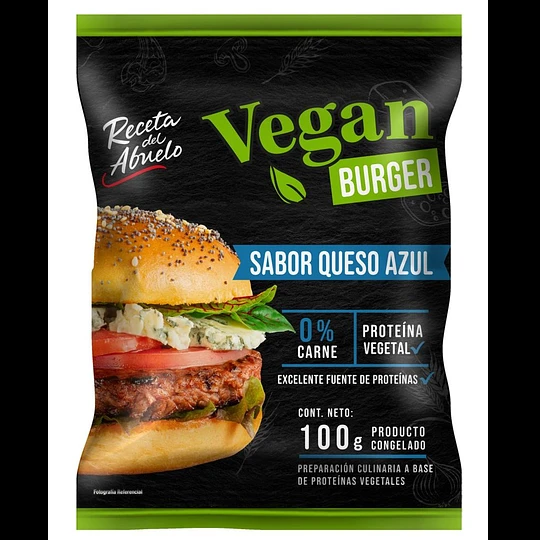 Receta
del
Abuelo
Vegan
BURGER
SABOR QUESO AZUL
0%
CARNE
PROTEÍNA
VEGETAL
EXCELENTE FUENTE DE PROTEÍNAS
CONT. NETO:
100g
PRODUCTO
CONGELADO
PREPARACIÓN CULINARIA A BASE
DE PROTEÍNAS VEGETALES
Fotografía Referencial